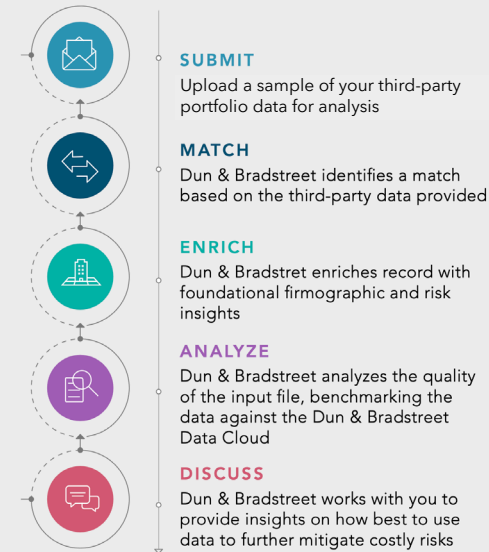 SUBMIT
Upload a sample of your third-party
portfolio data for analysis
MATCH
Dun & Bradstreet identifies a match
based on the third-party data provided
ENRICH
Dun & Bradstret enriches record with
foundational firmographic and risk
insights
ANALYZE
Dun & Bradstreet analyzes the quality
of the input file, benchmarking the
data against the Dun & Bradstreet
Data Cloud
DISCUSS
Dun & Bradstreet works with you to
provide insights on how best to use
data to further mitigate costly risks